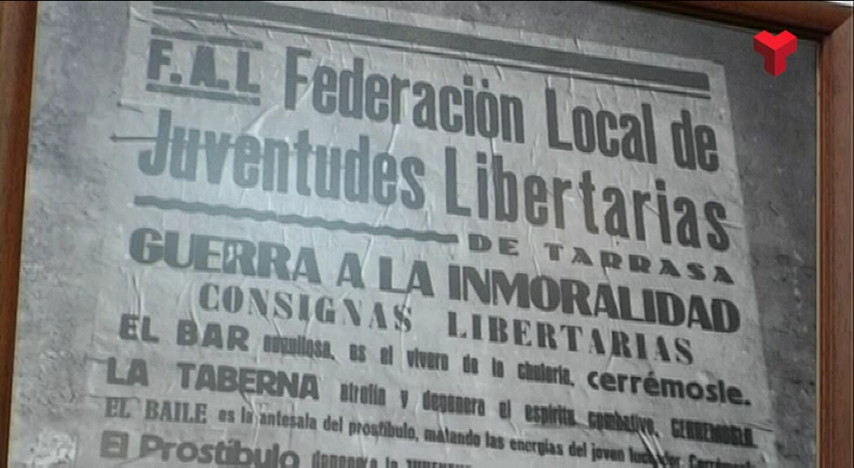 F.A.I. Federación Local de
Juventudes Libertarias
DE TARRASA
GUERRA A LA INMORALIDAD
CONSIGNAS LIBERTARIAS
EL BAR es el vivero de la chulería, cerrémosle.
LA TABERNA atrofia y degenera el espíritu combativo, CERREMOSLA.
EL BAILE es la antesala del prostíbulo, matando las energías del joven
El Prostíbulo